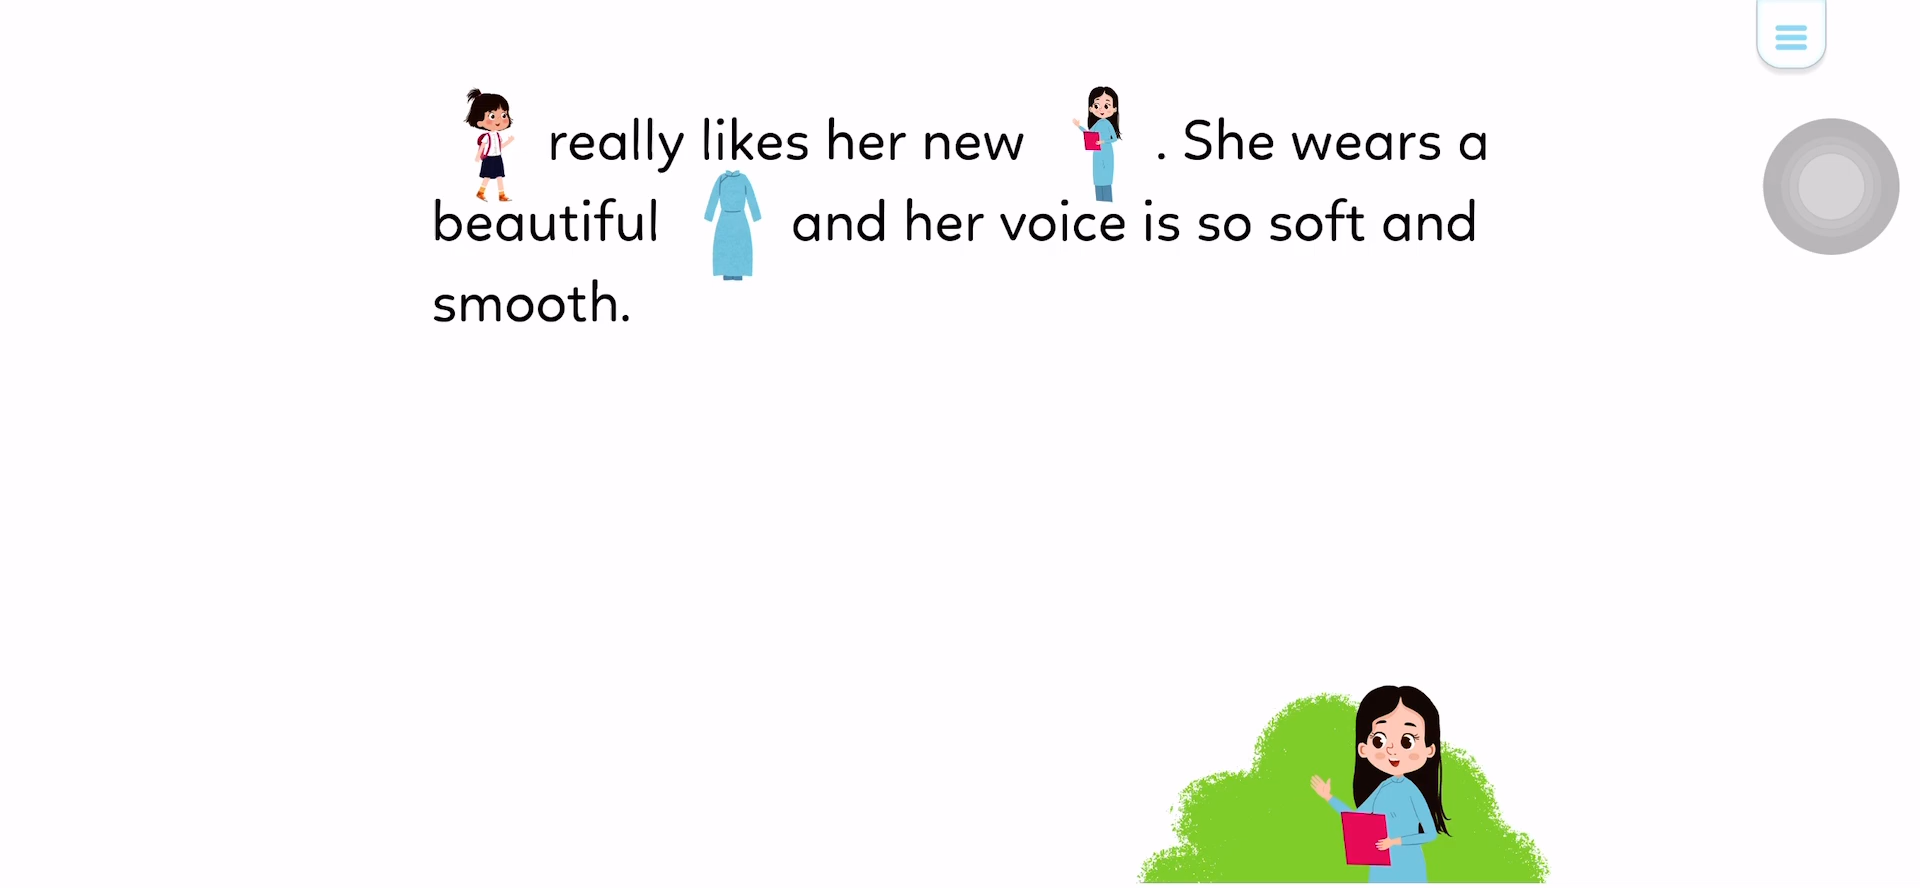 really likes her new . She wears a
beautiful and her voice is so soft and
smooth.